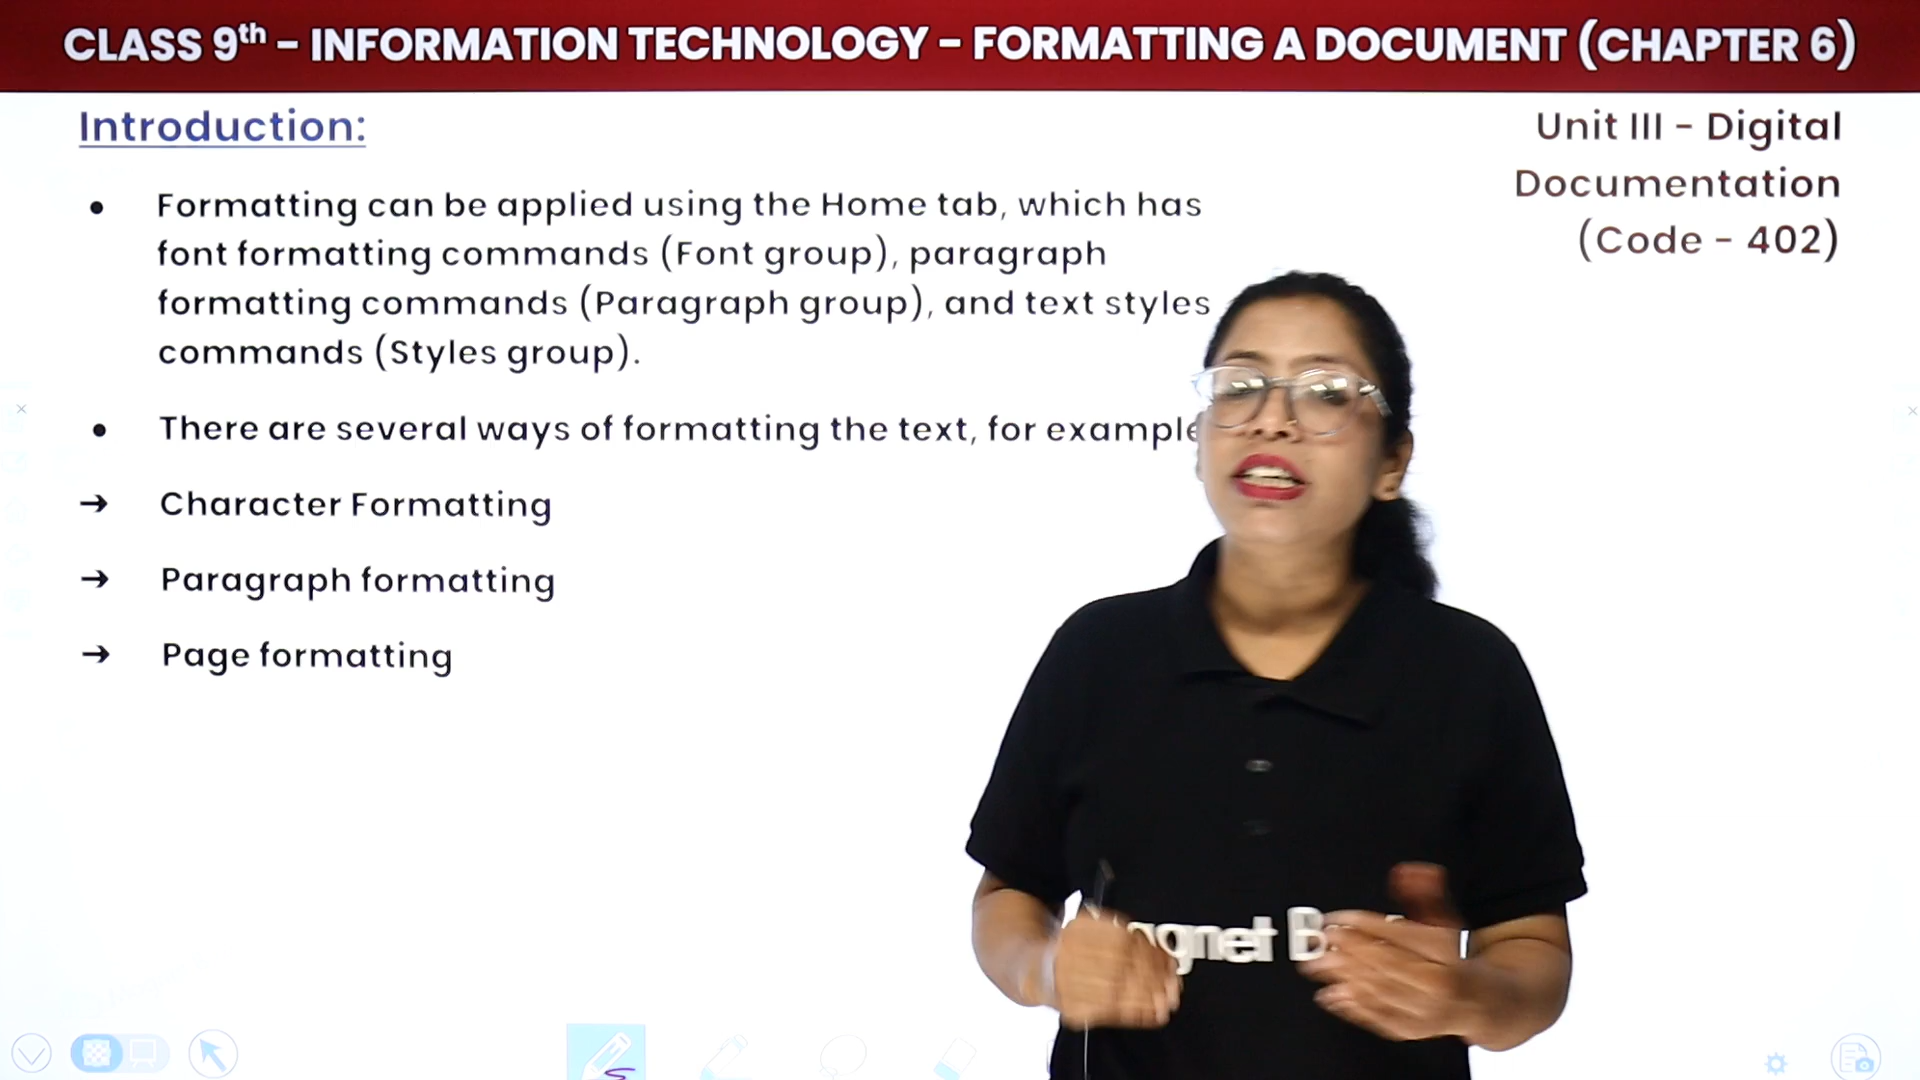 CLASS 9th - INFORMATION TECHNOLOGY - FORMATTING A DOCUMENT (CHAPTER 6)
Introduction:
Unit III - Digital
Documentation
(Code - 402)
• Formatting can be applied using the Home tab, which has
font formatting commands (Font group), paragraph
formatting commands (Paragraph group), and text styles
commands (Styles group).
• There are several ways of formatting the text, for example
→ Character Formatting
→ Paragraph formatting
→ Page formatting